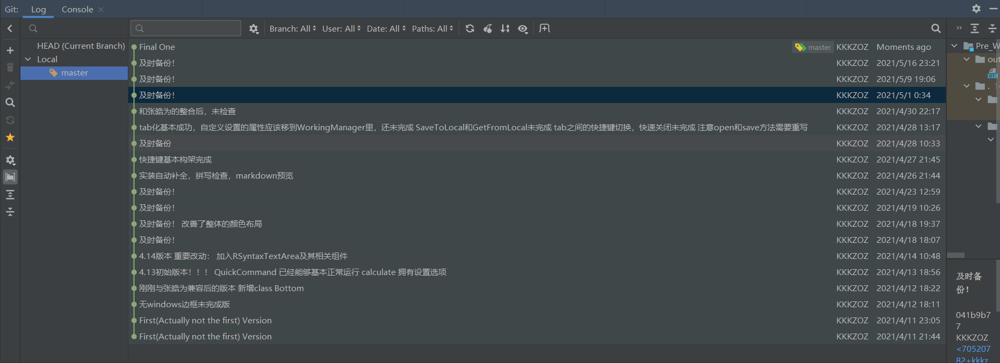 Git: Log Console
Branch: All User: All Date: All Paths: All
HEAD (Current Branch)
Local
master
Final One master KKKZOZ Moments ago
及时备份！ KKKZOZ 2021/5/16 23:21
及时备份！ KKKZOZ 2021/5/9 19:06
及时备份！ KKKZOZ 2021/5/1 0:34
和张皓为的整合后，未检查 KKKZOZ 2021/4/30 22:17
tab化基本成功，自定义设置的属性应该移到WorkingManager里，还未完成 SaveToLocal和GetFromLocal未完成 tab之间的快捷键切换，快速关闭未完成 注意open和save方法需要重写 KKKZOZ 2021/4/28 13:17
及时备份 KKKZOZ 2021/4/28 10:33
快捷键基本构架完成 KKKZOZ 2021/4/27 21:45
实装自动补全，拼写检查，markdown预览 KKKZOZ 2021/4/26 21:44
及时备份！ KKKZOZ 2021/4/23 12:59
及时备份！ KKKZOZ 2021/4/19 10:26
及时备份！ 改善了整体的颜色布局 KKKZOZ 2021/4/18 19:37
及时备份！ KKKZOZ 2021/4/18 18:07
4.14版本 重要改动： 加入RSyntaxTextArea及其相关组件 KKKZOZ 2021/4/14 10:48
4.13初始版本！！！ QuickCommand 已经能够基本正常运行 calculate 拥有设置选项 KKKZOZ 2021/4/13 18:56
刚刚与张皓为兼容后的版本 新增class Bottom KKKZOZ 2021/4/12 18:22
无windows边框未完成版 KKKZOZ 2021/4/12 18:11
First(Actually not the first) Version KKKZOZ 2021/4/11 23:05
First(Actually not the first) Version KKKZOZ 2021/4/11 21:44
Pre_W
out
.
及时备
份！
041b9b7
7
KKKZOZ
<705207
82+kkkz